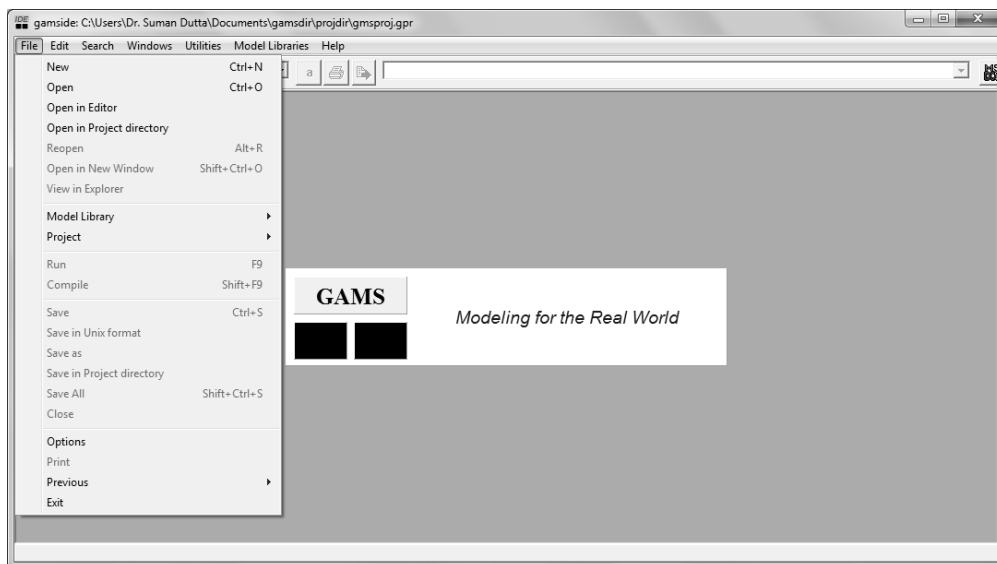 IDE gamside: C:\Users\Dr. Suman Dutta\Documents\gamsdir\projdir\gmsproj.gpr
File Edit Search Windows Utilities Model Libraries Help
New Ctrl+N
a
Open Ctrl+O
Open in Editor
Open in Project directory
Reopen Alt+R
Open in New Window Shift+Ctrl+O
View in Explorer
Model Library
Project
Run F9
Compile Shift+F9
Save Ctrl+S
Save in Unix format
Save as
Save in Project directory
Save All Shift+Ctrl+S
Close
Options
Print
Previous
Exit
GAMS
Modeling for the Real World